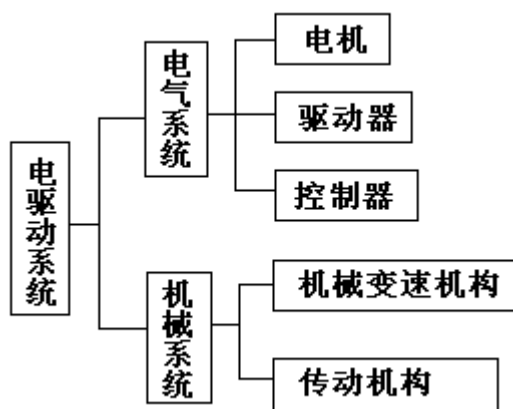 电驱动系统
电气系统
电机
驱动器
控制器
机械系统
机械变速机构
传动机构